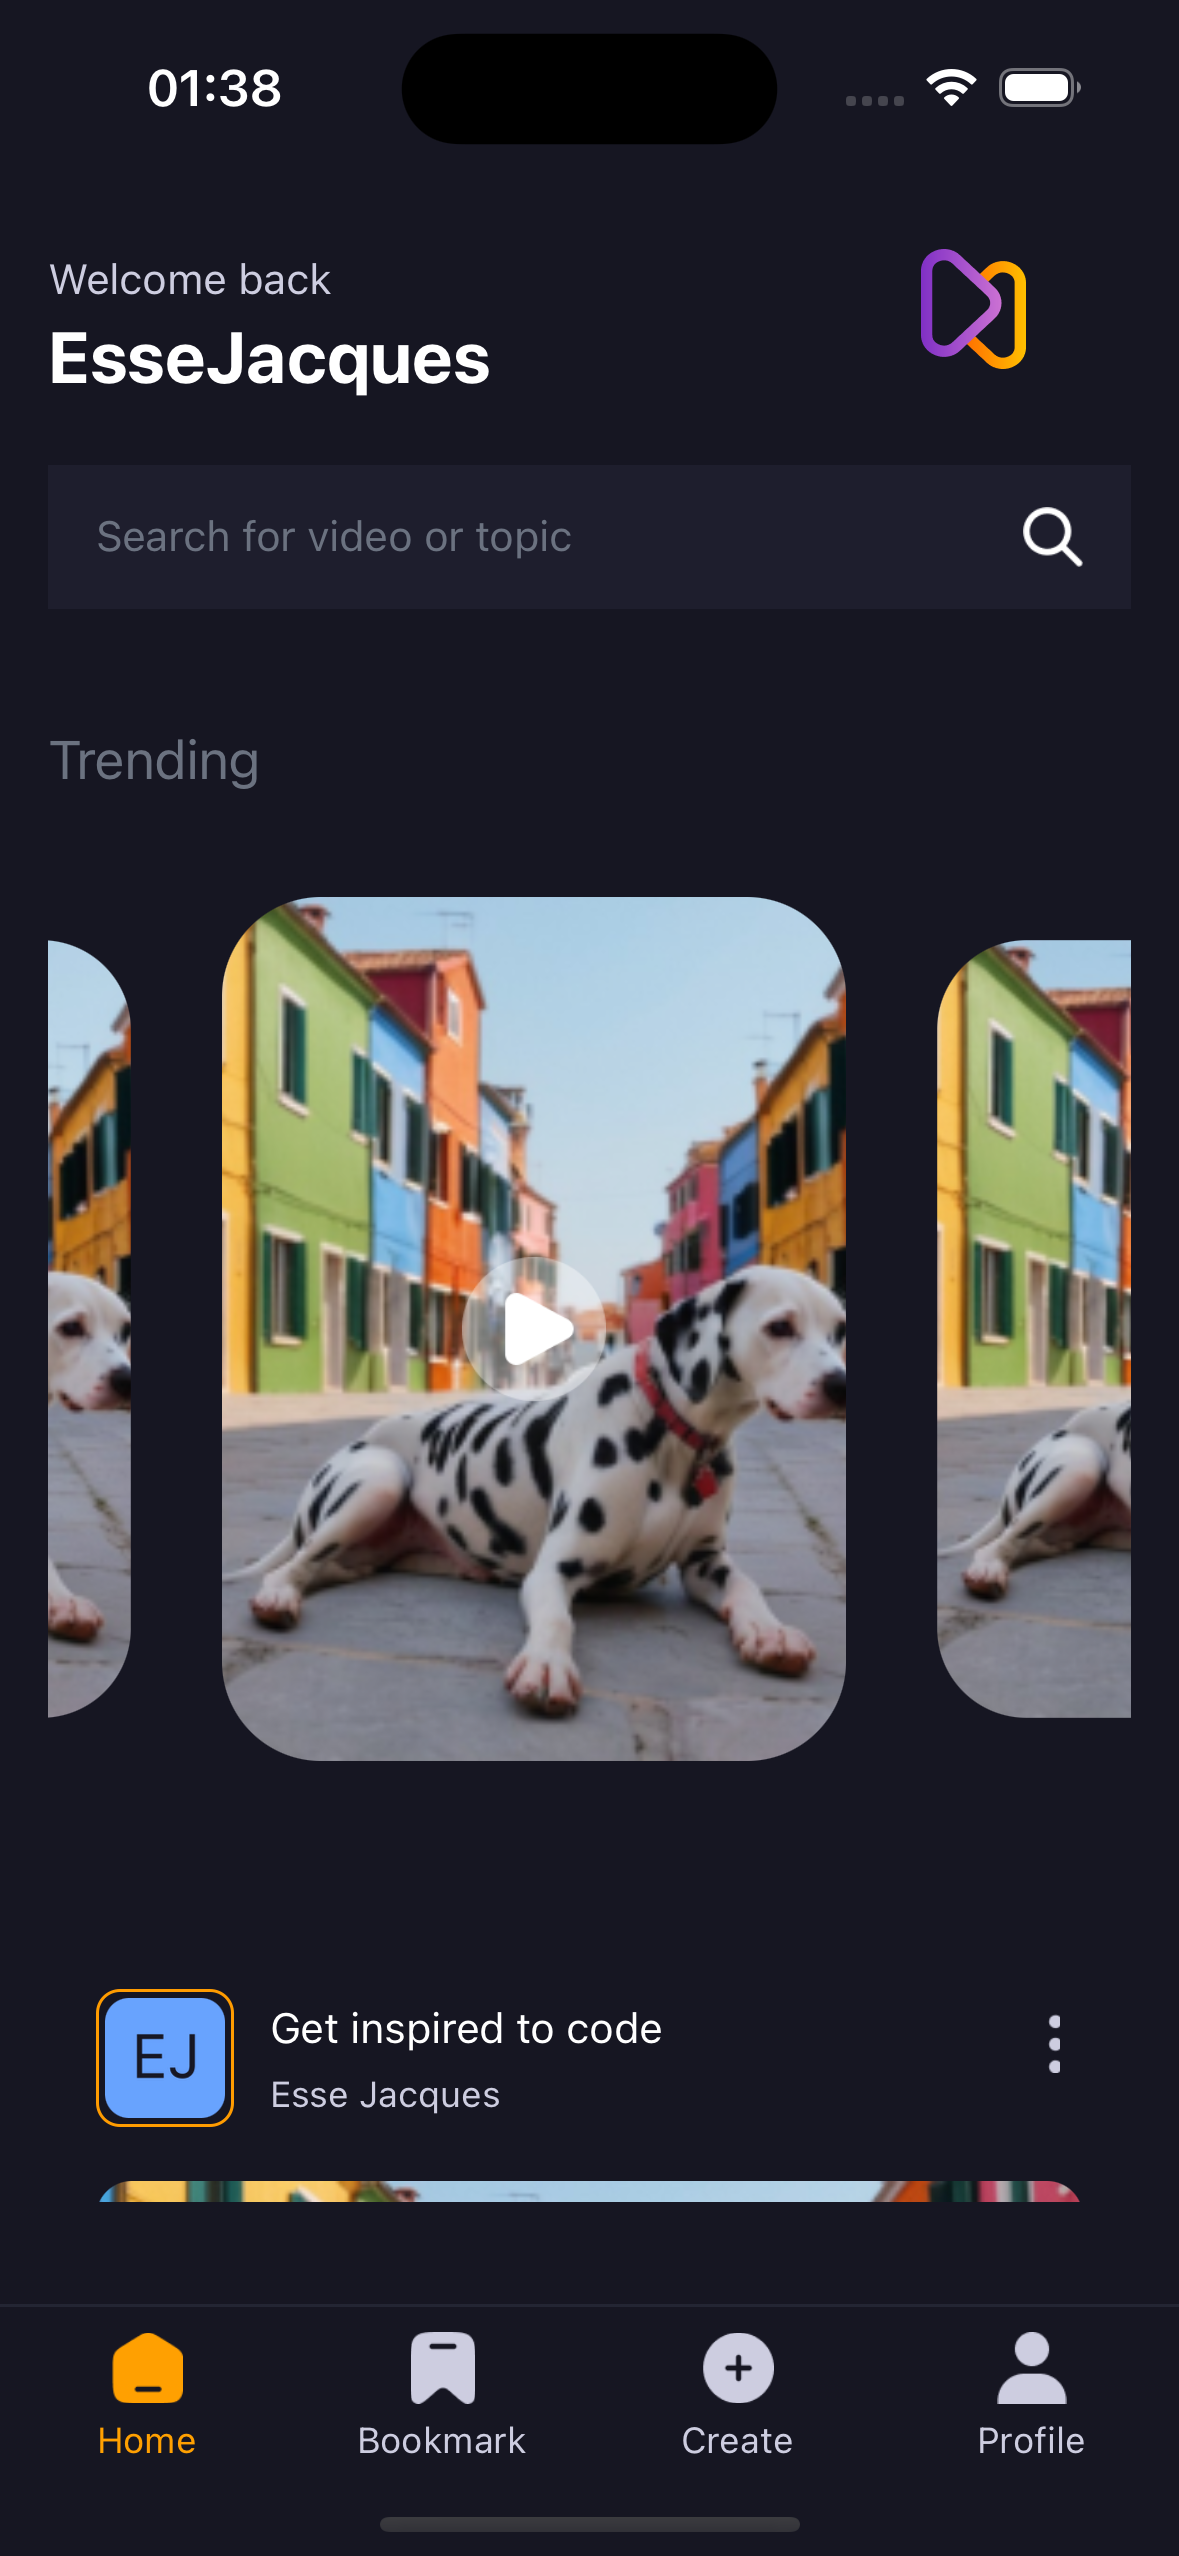 01:38
Welcome back
EsseJacques
Search for video or topic
Trending
EJ
Get inspired to code
Esse Jacques
Home
Bookmark
Create
Profile